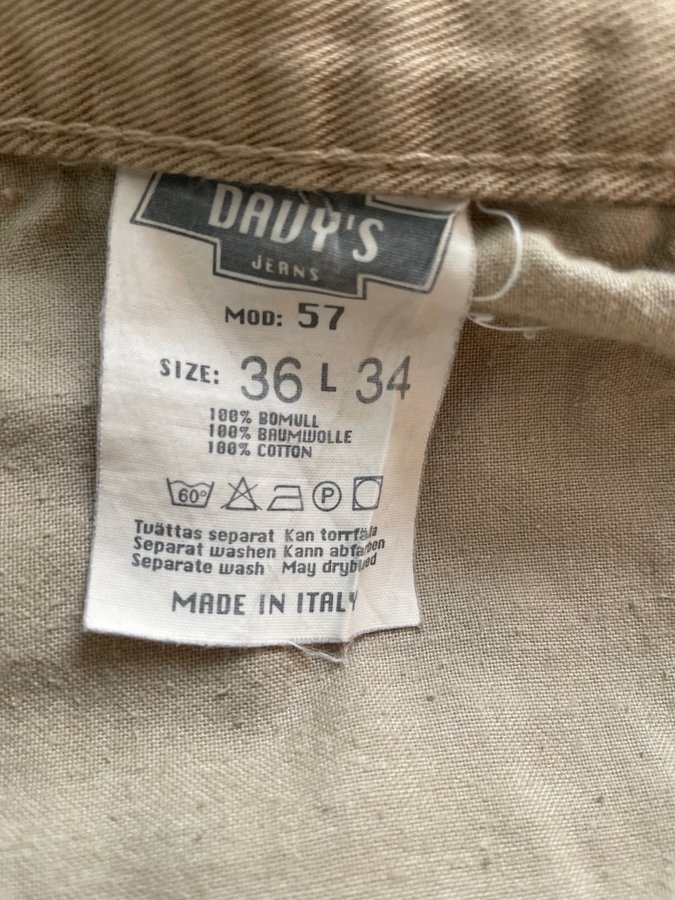 DAVY'S
JEANS
MOD: 57
SIZE: 36 L 34
100% BOMULL
100% BAUMWOLLE
100% COTTON
60° P
Tvättas separat Kan torrfälla
Separat washen Kann abfarben
Separate wash May drybleed
MADE IN ITALY